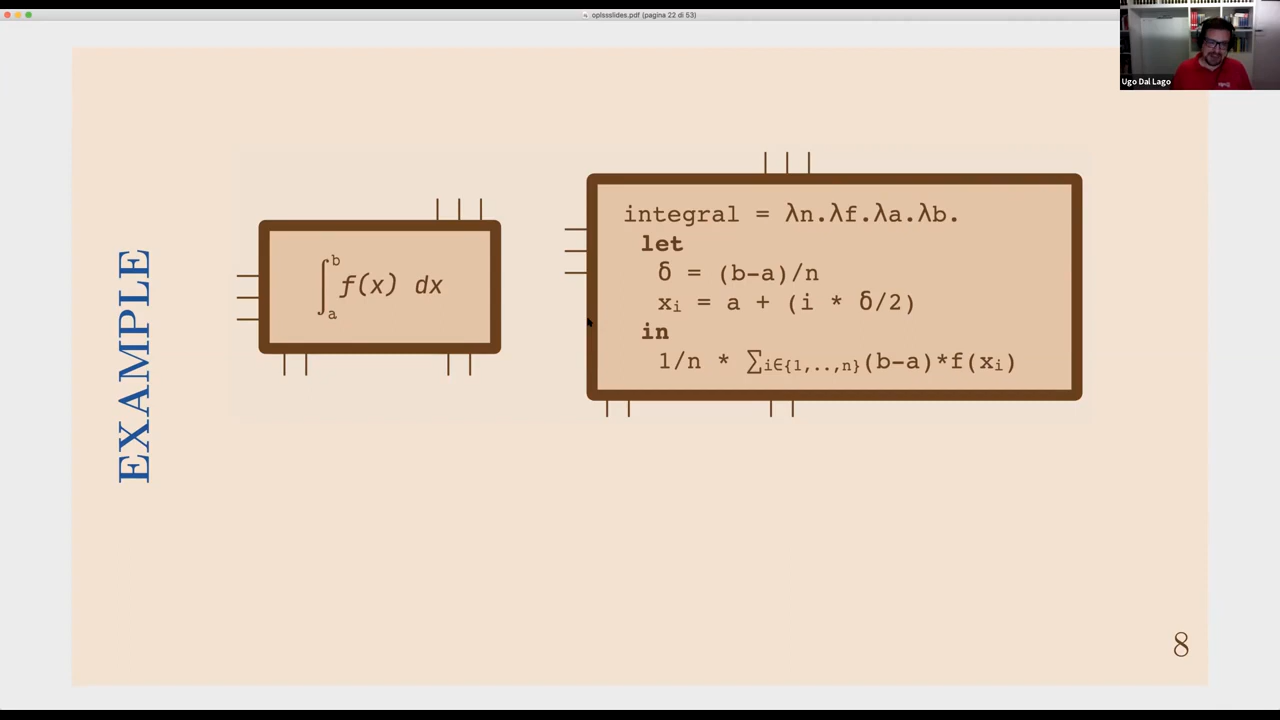 oplssslides.pdf (pagina 22 di 53)
Ugo Dal Lago
EXAMPLE
∫ₐᵇ f(x) dx
integral = λn.λf.λa.λb.
let
δ = (b-a)/n
xᵢ = a + (i * δ/2)
in
1/n * ∑i∈{1,..,n}(b-a)*f(xᵢ)
8